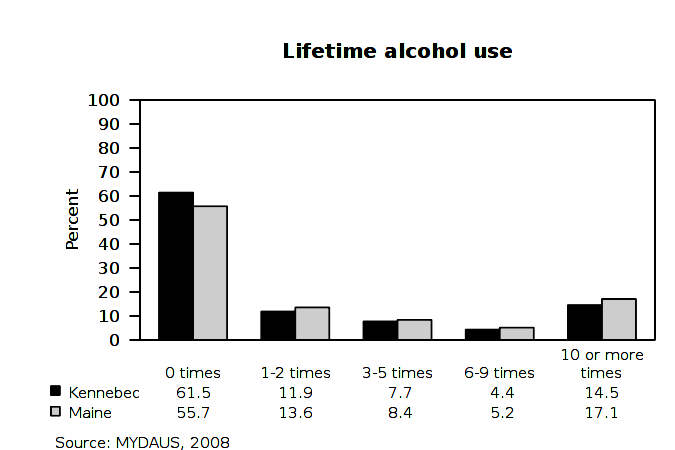 Lifetime alcohol use
Percent
100
90
80
70
60
50
40
30
20
10
0
0 times 1-2 times 3-5 times 6-9 times 10 or more times
Kennebec 61.5 11.9 7.7 4.4 14.5
Maine 55.7 13.6 8.4 5.2 17.1
Source: MYDAUS, 2008